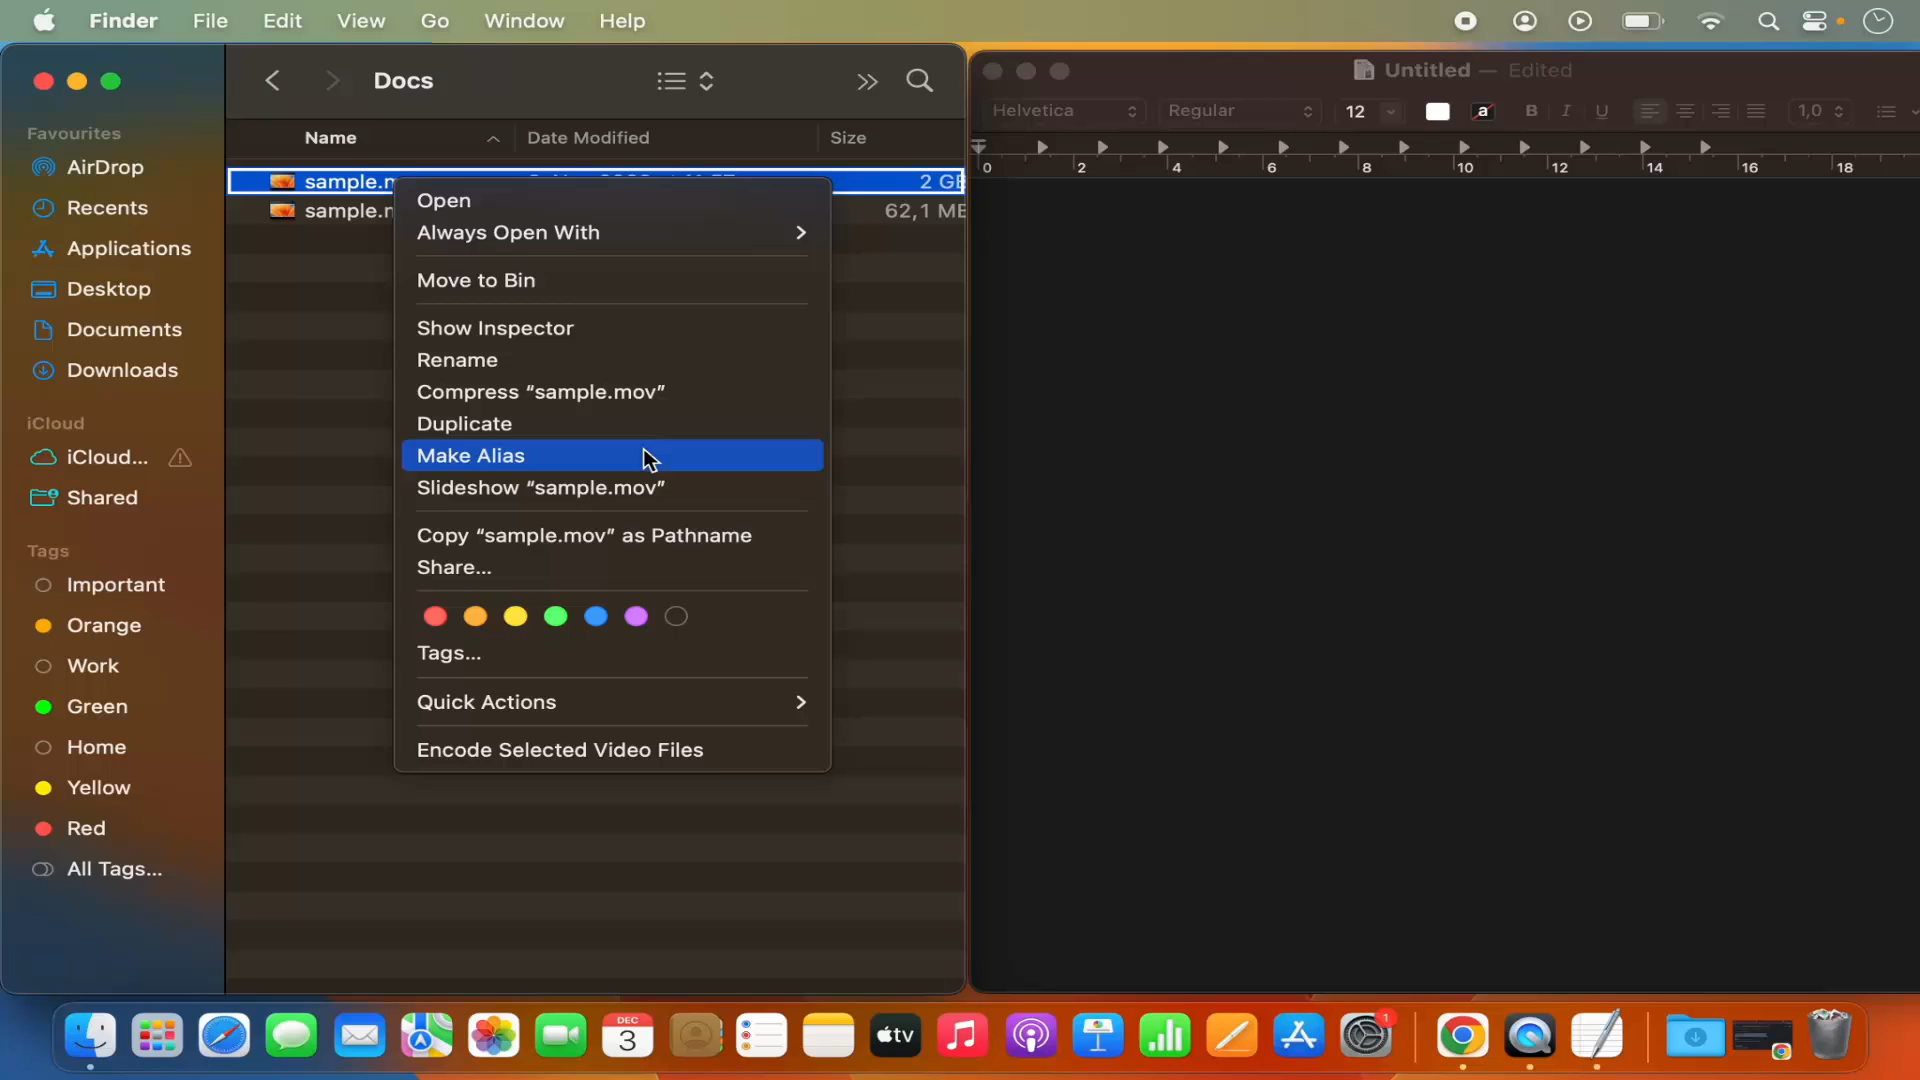 Finder File Edit View Go Window Help
Docs
Favourites
AirDrop
Recents
Applications
Desktop
Documents
Downloads
iCloud
iCloud...
Shared
Tags
Important
Orange
Work
Green
Home
Yellow
Red
All Tags...
Name Date Modified Size
2 GB
62,1 MB
Open
Always Open With
Move to Bin
Show Inspector
Rename
Compress “sample.mov”
Duplicate
Make Alias
Slideshow “sample.mov”
Copy “sample.mov” as Pathname
Share...
Tags...
Quick Actions
Encode Selected Video Files
Untitled — Edited
Helvetica Regular 12 a B I U 1,0
0 2 4 6 8 10 12 14 16 18
DEC
3
tv
1